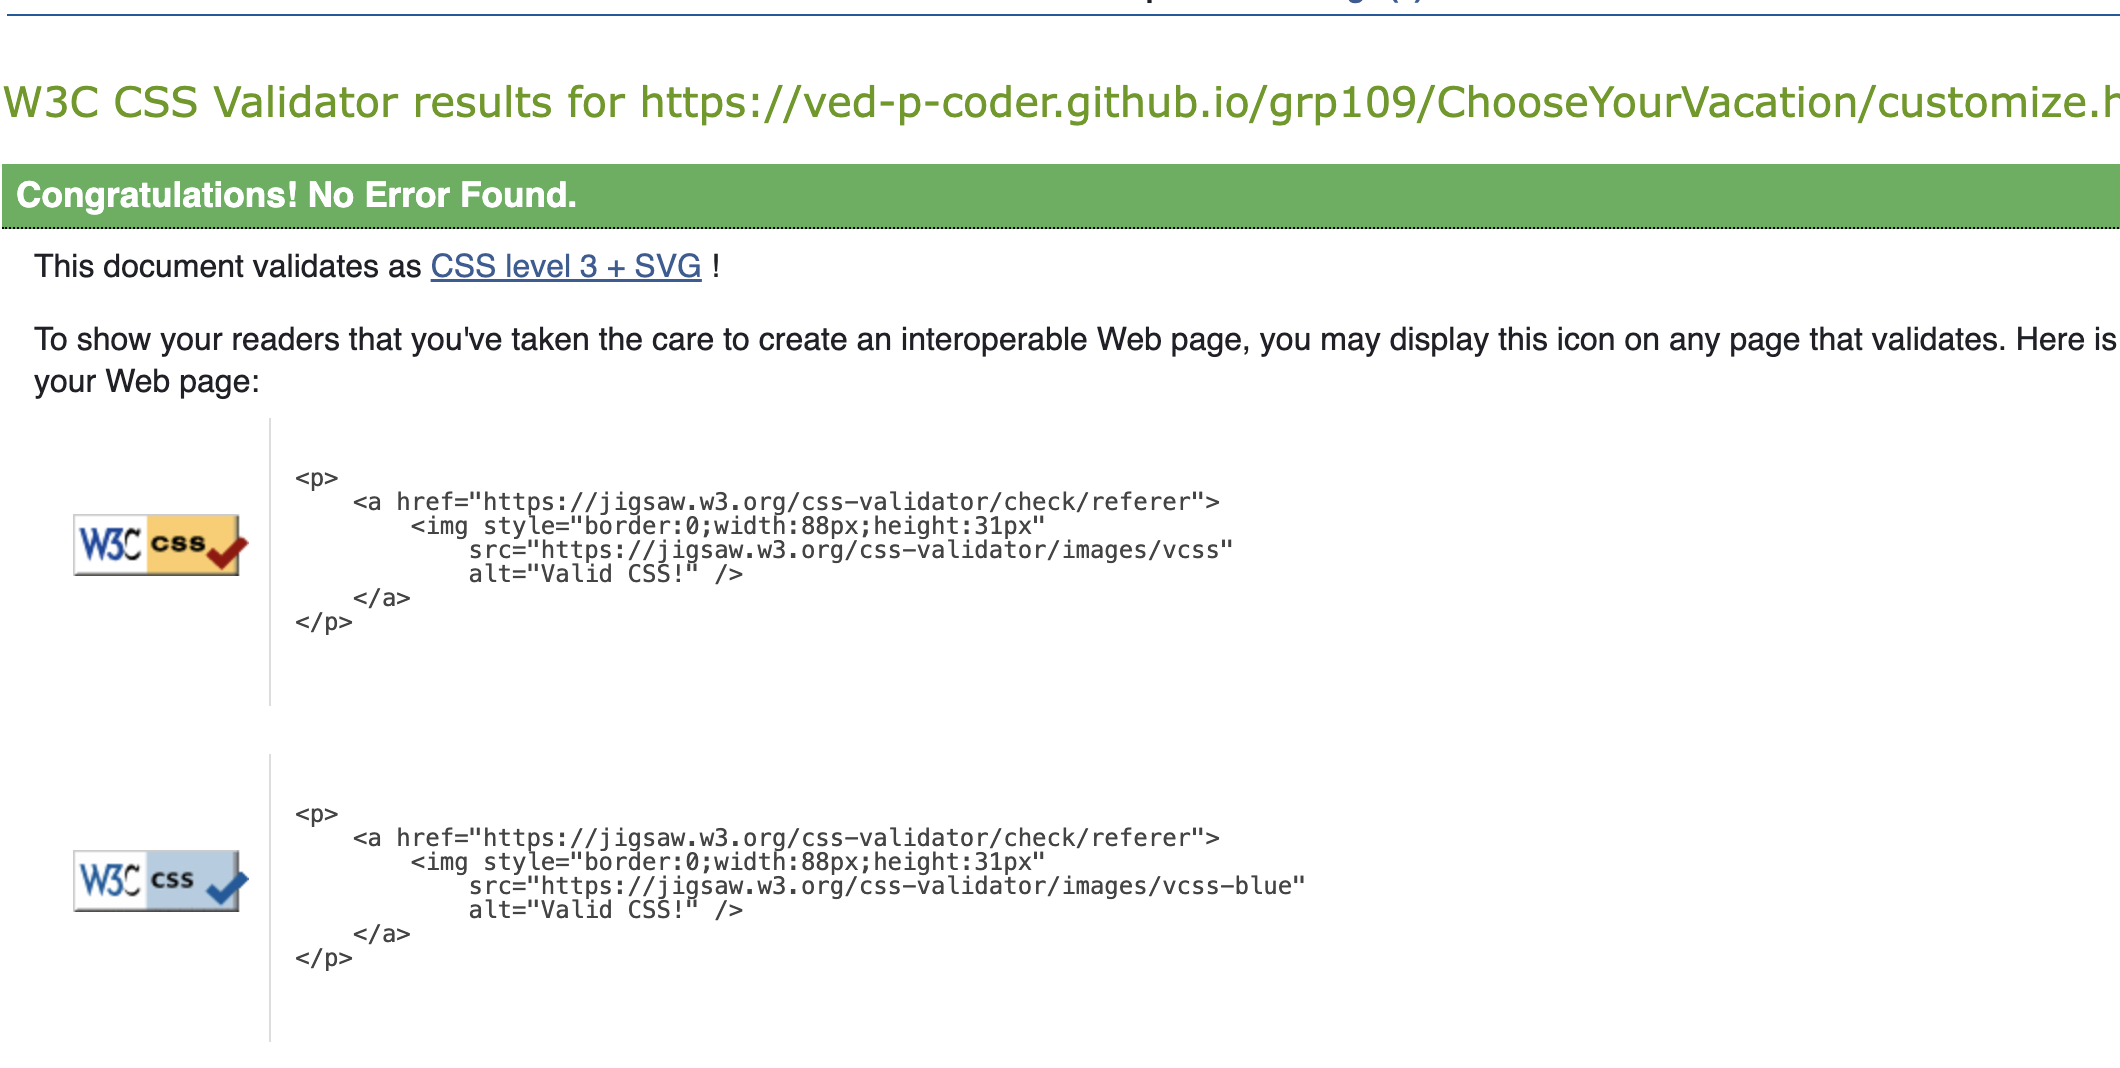 W3C CSS Validator results for https://ved-p-coder.github.io/grp109/ChooseYourVacation/customize.h
Congratulations! No Error Found.
This document validates as CSS level 3 + SVG !
To show your readers that you've taken the care to create an interoperable Web page, you may display this icon on any page that validates. Here is
your Web page:
<p>
    <a href="https://jigsaw.w3.org/css-validator/check/referer">
        <img style="border:0;width:88px;height:31px"
            src="https://jigsaw.w3.org/css-validator/images/vcss"
            alt="Valid CSS!" />
    </a>
</p>
W3C css
<p>
    <a href="https://jigsaw.w3.org/css-validator/check/referer">
        <img style="border:0;width:88px;height:31px"
            src="https://jigsaw.w3.org/css-validator/images/vcss-blue"
            alt="Valid CSS!" />
    </a>
</p>
W3C css